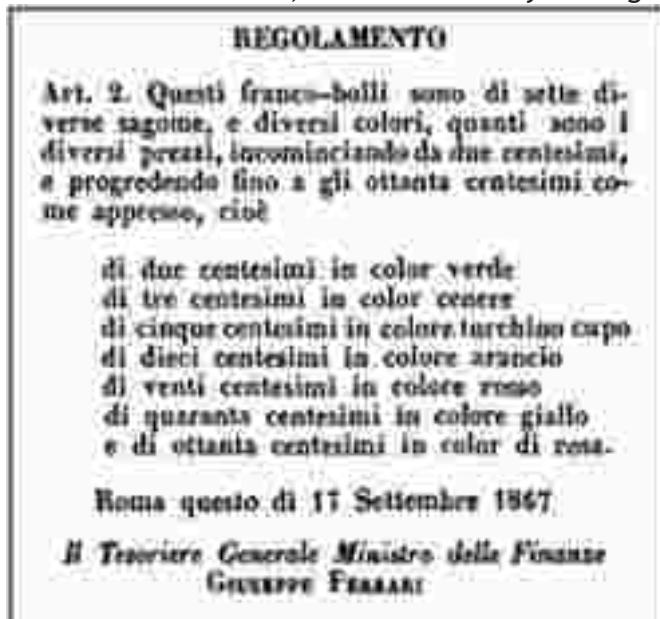 REGOLAMENTO
Art. 2. Questi franco-bolli sono di sette di-
verse sagome, e diversi colori, quanti sono i
diversi prezzi, incominciando da due centesimi,
e progredendo fino a gli ottanta centesimi co-
me appresso, cioè
di due centesimi in color verde
di tre centesimi in color cenere
di cinque centesimi in colore turchino cupo
di dieci centesimi in colore arancio
di venti centesimi in colore rosso
di quaranta centesimi in colore giallo
e di ottanta centesimi in color di rosa.
Roma questo dì 17 Settembre 1867
Il Tesoriere Generale Ministro delle Finanze
GIUSEPPE FERRARI